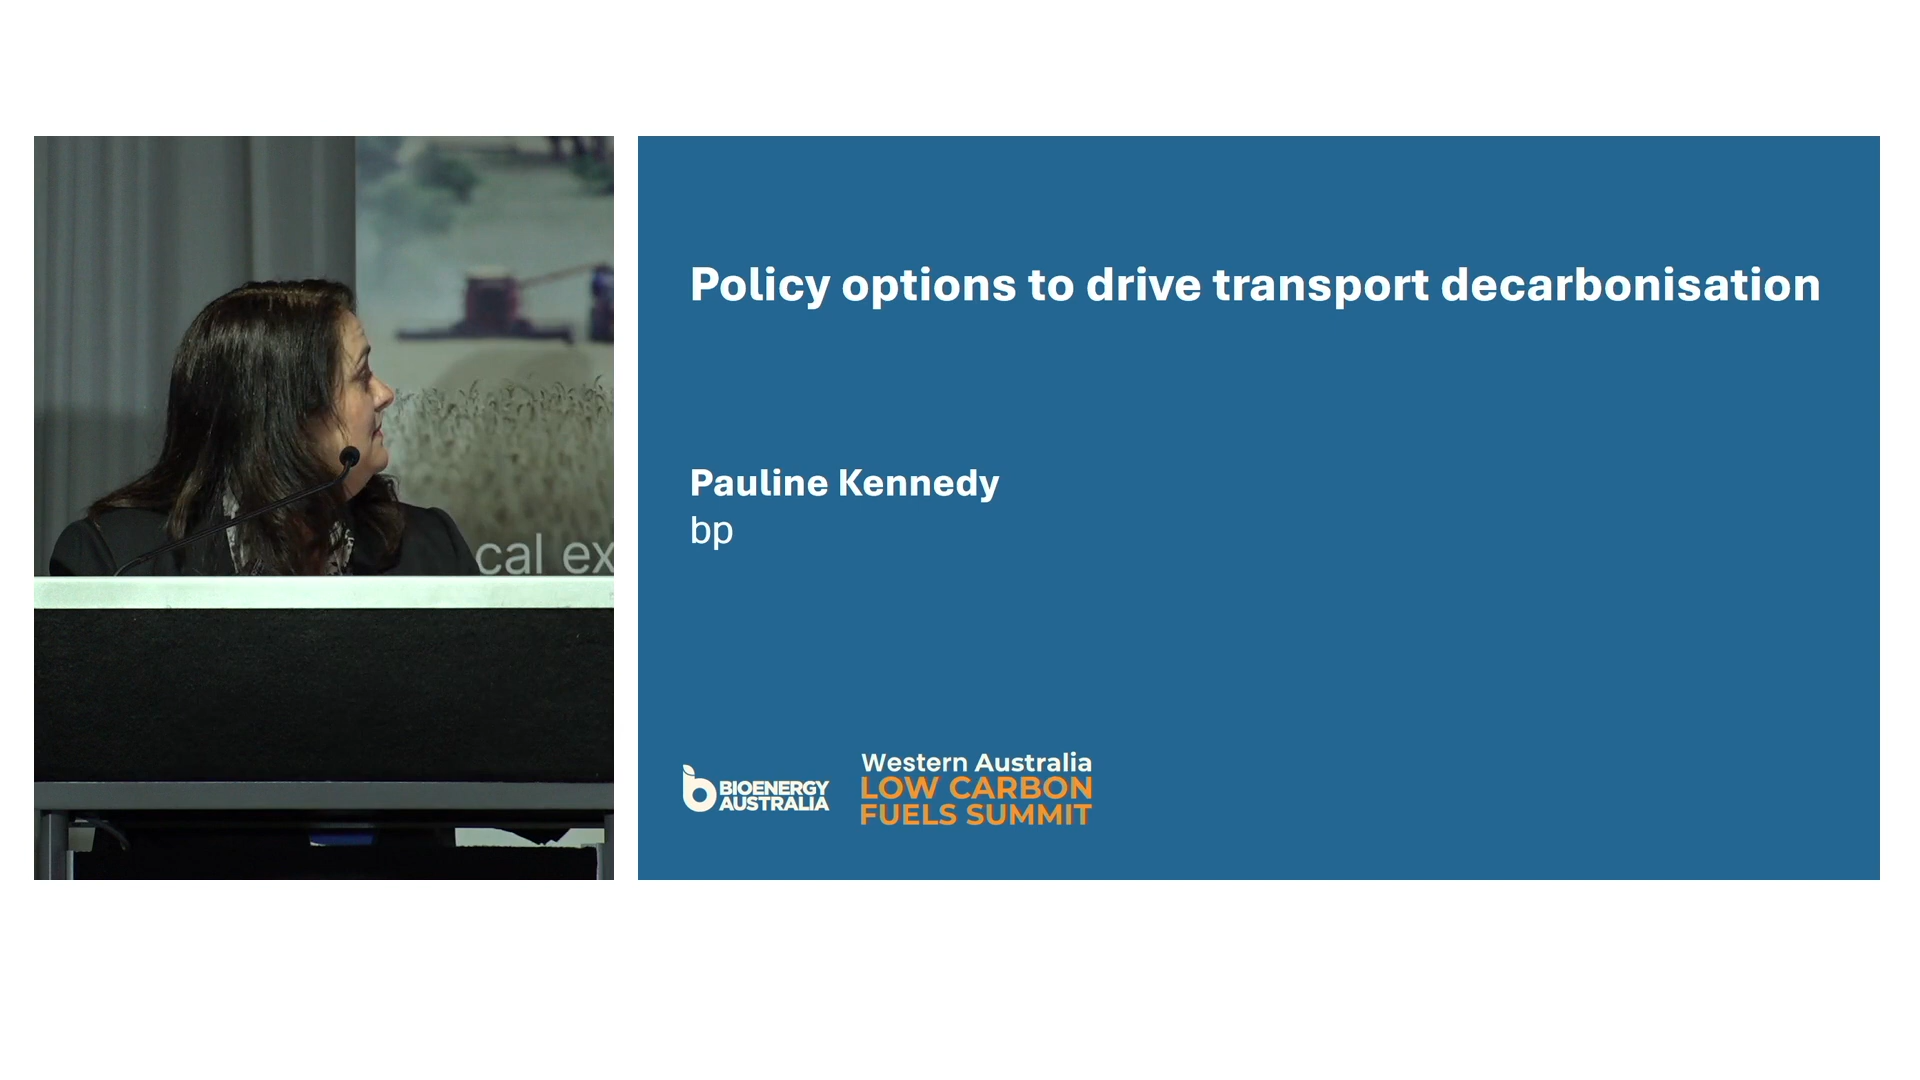 cal ex
Policy options to drive transport decarbonisation
Pauline Kennedy
bp
BIOENERGY
AUSTRALIA
Western Australia
LOW CARBON
FUELS SUMMIT